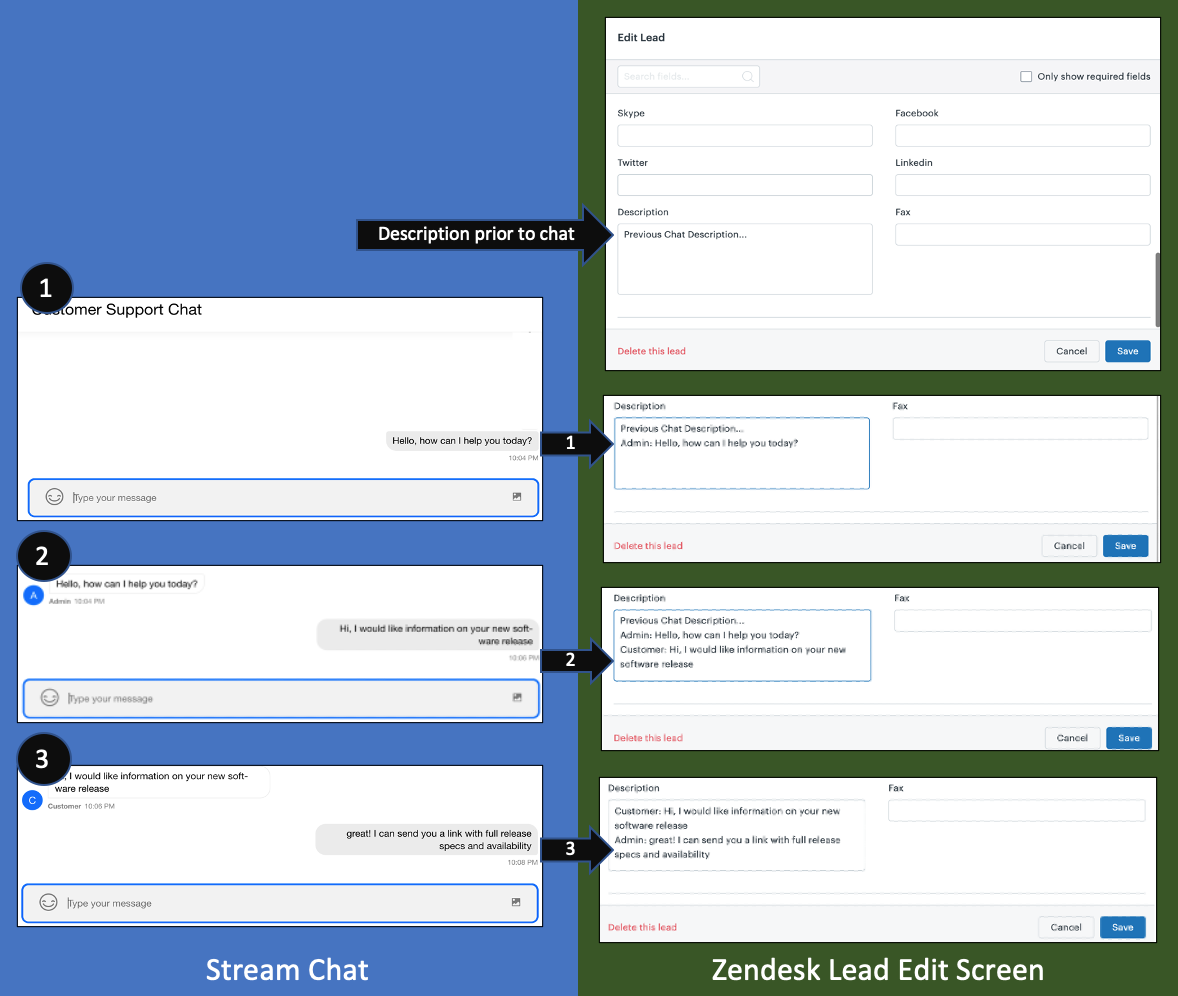 Edit Lead
Search fields...
Only show required fields
Skype
Facebook
Twitter
Linkedin
Description
Fax
Description prior to chat
Previous Chat Description...
Delete this lead
Cancel
Save
1
Customer Support Chat
Hello, how can I help you today?
10:04 PM
Type your message
1
Description
Fax
Previous Chat Description...
Admin: Hello, how can I help you today?
Delete this lead
Cancel
Save
2
Hello, how can I help you today?
A
Admin 10:04 PM
Hi, I would like information on your new soft-
ware release
10:06 PM
Type your message
2
Description
Fax
Previous Chat Description...
Admin: Hello, how can I help you today?
Customer: Hi, I would like information on your new
software release
Delete this lead
Cancel
Save
3
I would like information on your new soft-
ware release
C
Customer 10:06 PM
great! I can send you a link with full release
specs and availability
10:08 PM
Type your message
3
Description
Fax
Customer: Hi, I would like information on your new
software release
Admin: great! I can send you a link with full release
specs and availability
Delete this lead
Cancel
Save
Stream Chat
Zendesk Lead Edit Screen